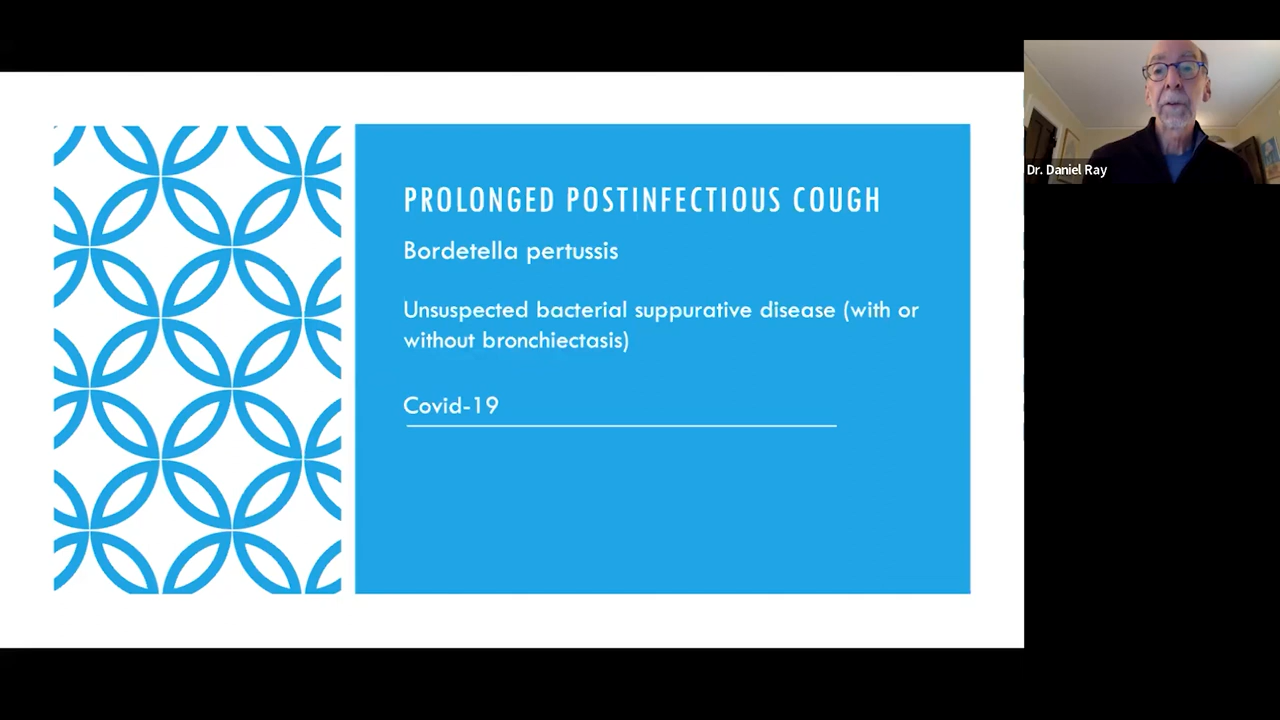 PROLONGED POSTINFECTIOUS COUGH
Bordetella pertussis
Unsuspected bacterial suppurative disease (with or
without bronchiectasis)
Covid-19
Dr. Daniel Ray